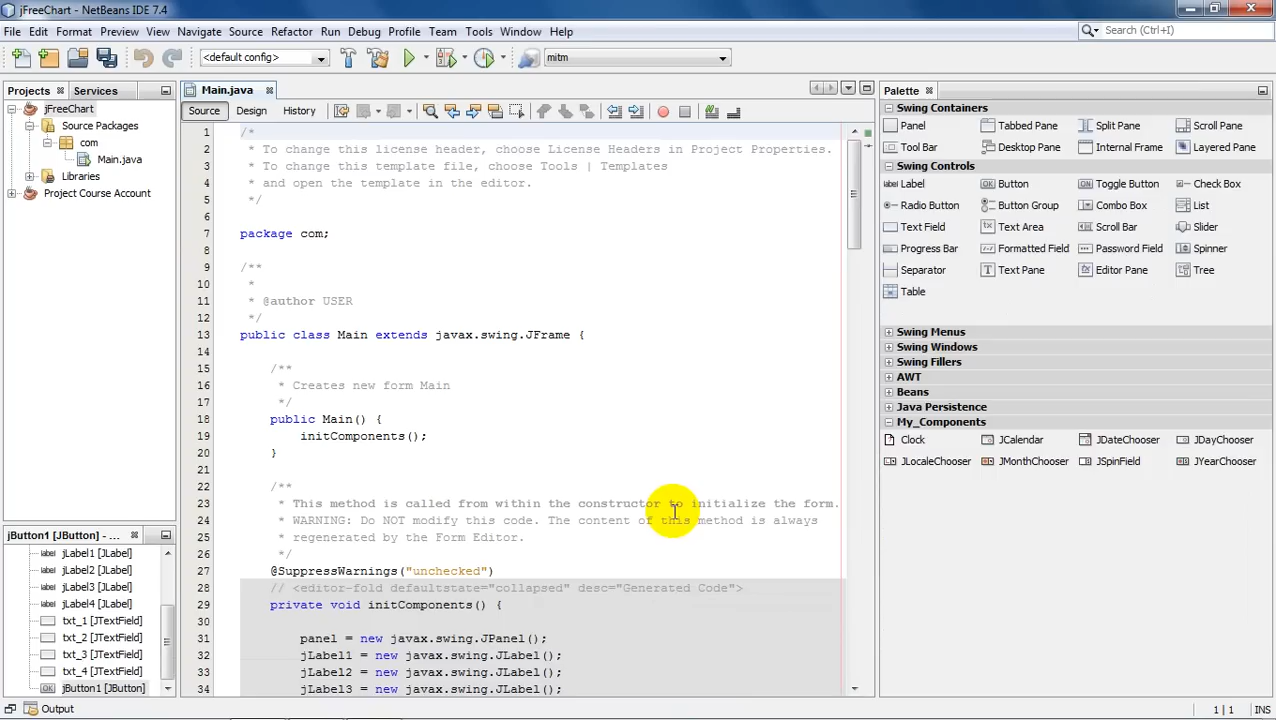 jFreeChart - NetBeans IDE 7.4
File Edit Format Preview View Navigate Source Refactor Run Debug Profile Team Tools Window Help
Search (Ctrl+I)
<default config> mitm
Projects Services
jFreeChart
Source Packages
com
Main.java
Libraries
Project Course Account
jButton1 [JButton] - ...
jLabel1 [JLabel]
jLabel2 [JLabel]
jLabel3 [JLabel]
jLabel4 [JLabel]
txt_1 [JTextField]
txt_2 [JTextField]
txt_3 [JTextField]
txt_4 [JTextField]
OK jButton1 [JButton]
Main.java
Source Design History
1 /*
2 * To change this license header, choose License Headers in Project Properties.
3 * To change this template file, choose Tools | Templates
4 * and open the template in the editor.
5 */
6
7 package com;
8
9 /**
10 *
11 * @author USER
12 */
13 public class Main extends javax.swing.JFrame {
14
15 /**
16 * Creates new form Main
17 */
18 public Main() {
19 initComponents();
20 }
21
22 /**
23 * This method is called from within the constructor to initialize the form.
24 * WARNING: Do NOT modify this code. The content of this method is always
25 * regenerated by the Form Editor.
26 */
27 @SuppressWarnings("unchecked")
28 // <editor-fold defaultstate="collapsed" desc="Generated Code">
29 private void initComponents() {
30
31 panel = new javax.swing.JPanel();
32 jLabel1 = new javax.swing.JLabel();
33 jLabel2 = new javax.swing.JLabel();
34 jLabel3 = new javax.swing.JLabel();
Palette
Swing Containers
Panel Tabbed Pane Split Pane Scroll Pane
Tool Bar Desktop Pane Internal Frame Layered Pane
Swing Controls
label Label OK Button ON Toggle Button Check Box
Radio Button Button Group Combo Box List
Text Field Text Area Scroll Bar Slider
Progress Bar Formatted Field Password Field Spinner
Separator T Text Pane Editor Pane Tree
Table
Swing Menus
Swing Windows
Swing Fillers
AWT
Beans
Java Persistence
My_Components
Clock JCalendar JDateChooser JDayChooser
JLocaleChooser JMonthChooser JSpinField JYearChooser
Output
1 | 1 INS